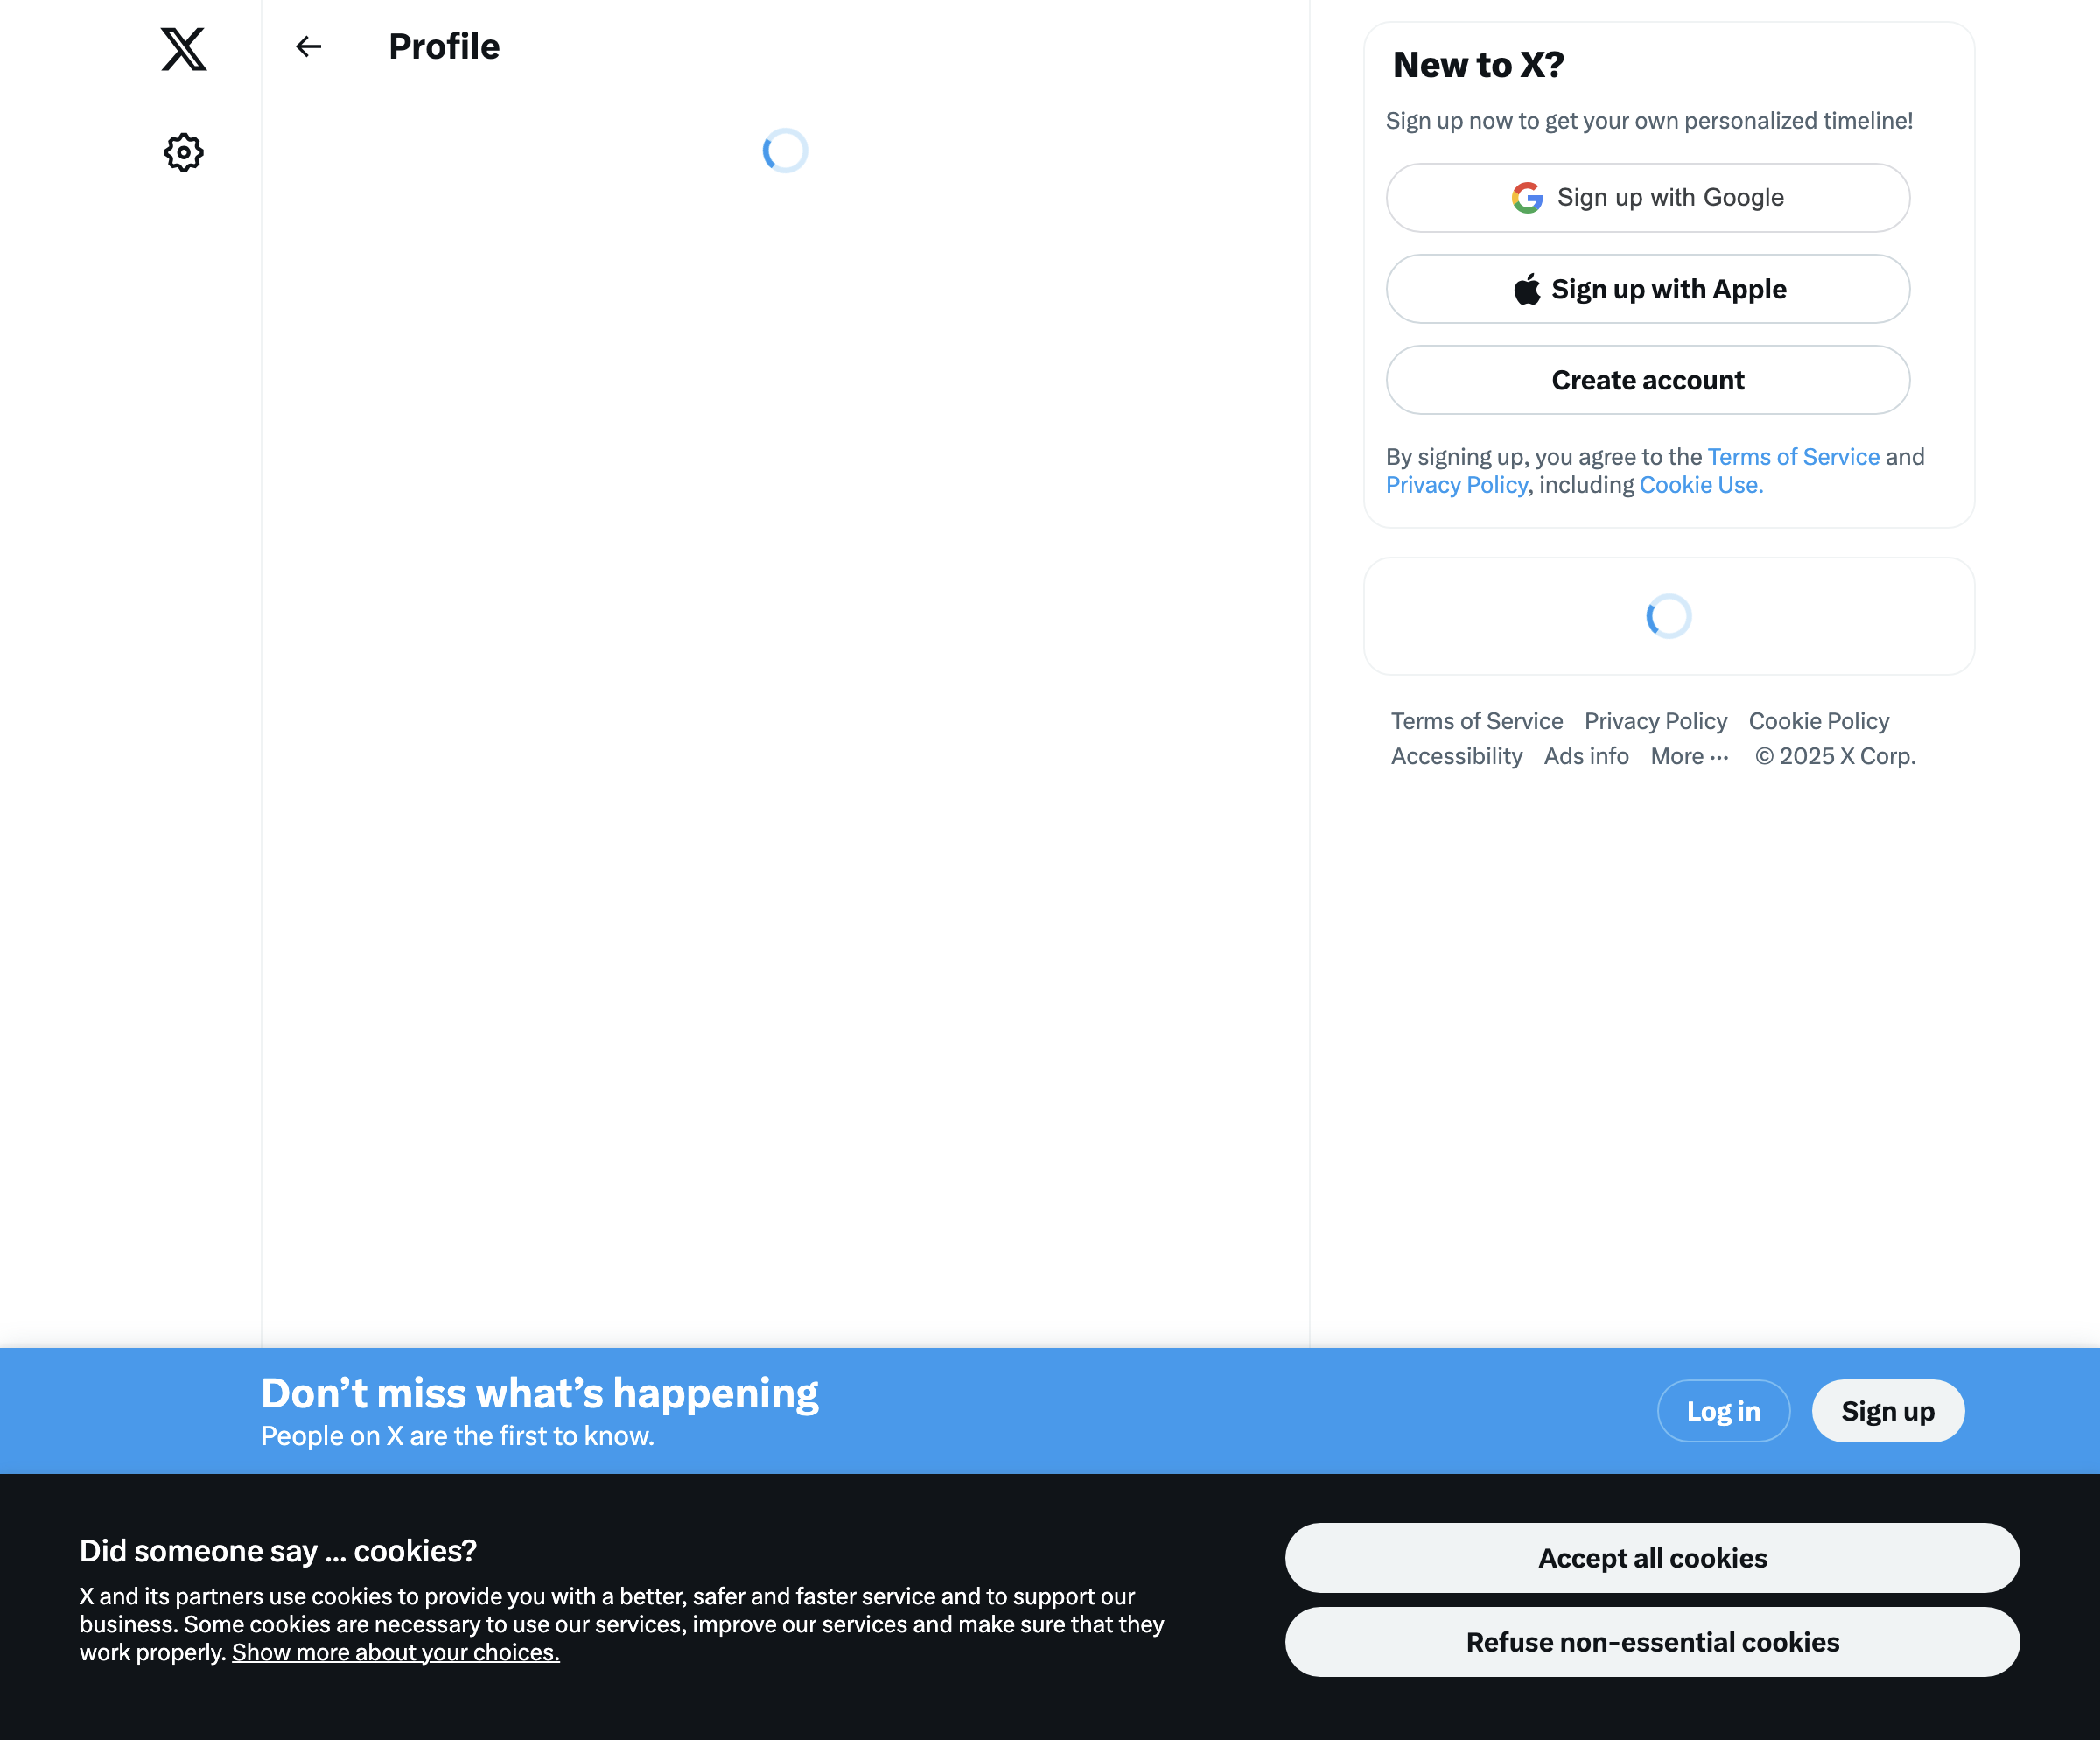 Profile
New to X?
Sign up now to get your own personalized timeline!
Sign up with Google
Sign up with Apple
Create account
By signing up, you agree to the Terms of Service and
Privacy Policy, including Cookie Use.
Terms of Service Privacy Policy Cookie Policy
Accessibility Ads info More ··· © 2025 X Corp.
Don’t miss what’s happening
People on X are the first to know.
Log in
Sign up
Did someone say … cookies?
X and its partners use cookies to provide you with a better, safer and faster service and to support our
business. Some cookies are necessary to use our services, improve our services and make sure that they
work properly. Show more about your choices.
Accept all cookies
Refuse non-essential cookies